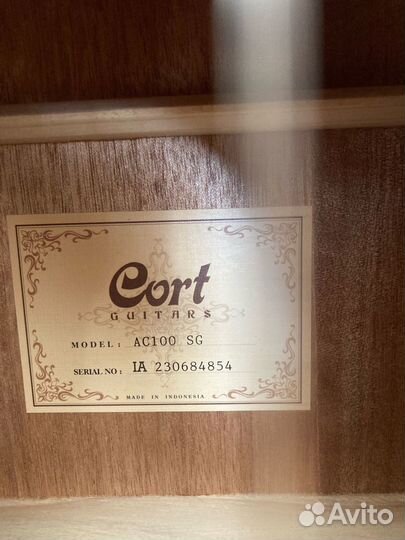 Cort
GUITARS
MODEL: AC100 SG
SERIAL NO: IA 230684854
MADE IN INDONESIA
Avito